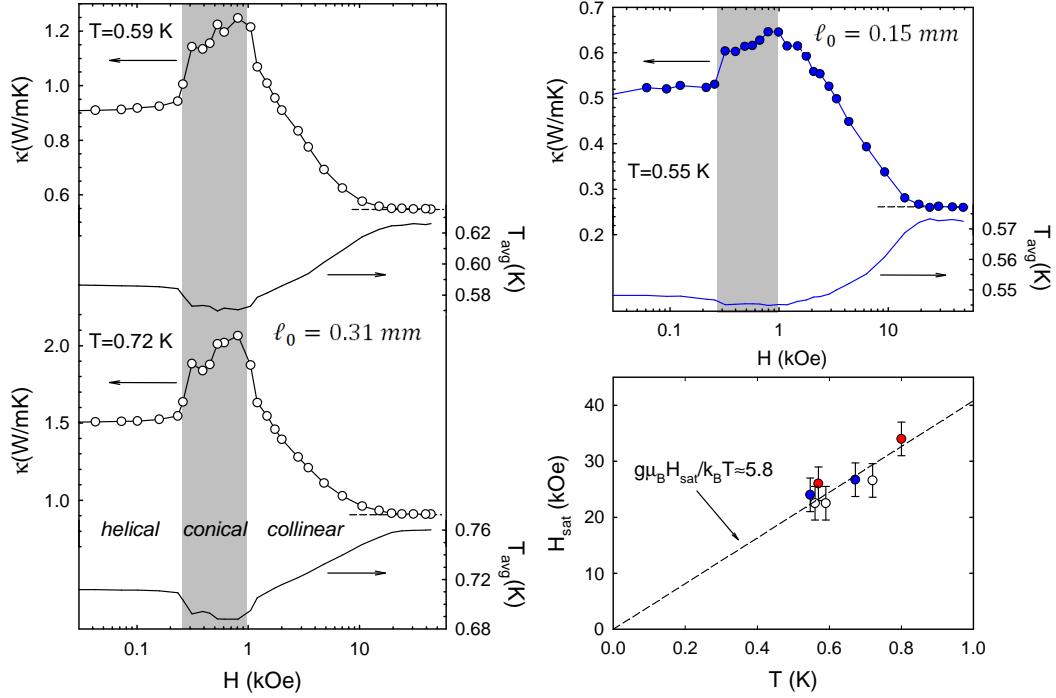 T=0.59 K
κ(W/mK)
1.2
1.0
0.8
0.6
0.62
0.60
0.58
T_avg(K)
T=0.72 K
ℓ₀ = 0.31 mm
κ(W/mK)
2.0
1.5
1.0
helical conical collinear
0.76
0.72
0.68
T_avg(K)
0.1 1 10
H (kOe)
ℓ₀ = 0.15 mm
κ(W/mK)
0.7
0.6
0.5
0.4
0.3
0.2
T=0.55 K
0.57
0.56
0.55
T_avg(K)
0.1 1 10
H (kOe)
H_sat (kOe)
40
30
20
10
0
gμ_BH_sat/k_BT≈5.8
0.0 0.2 0.4 0.6 0.8 1.0
T (K)